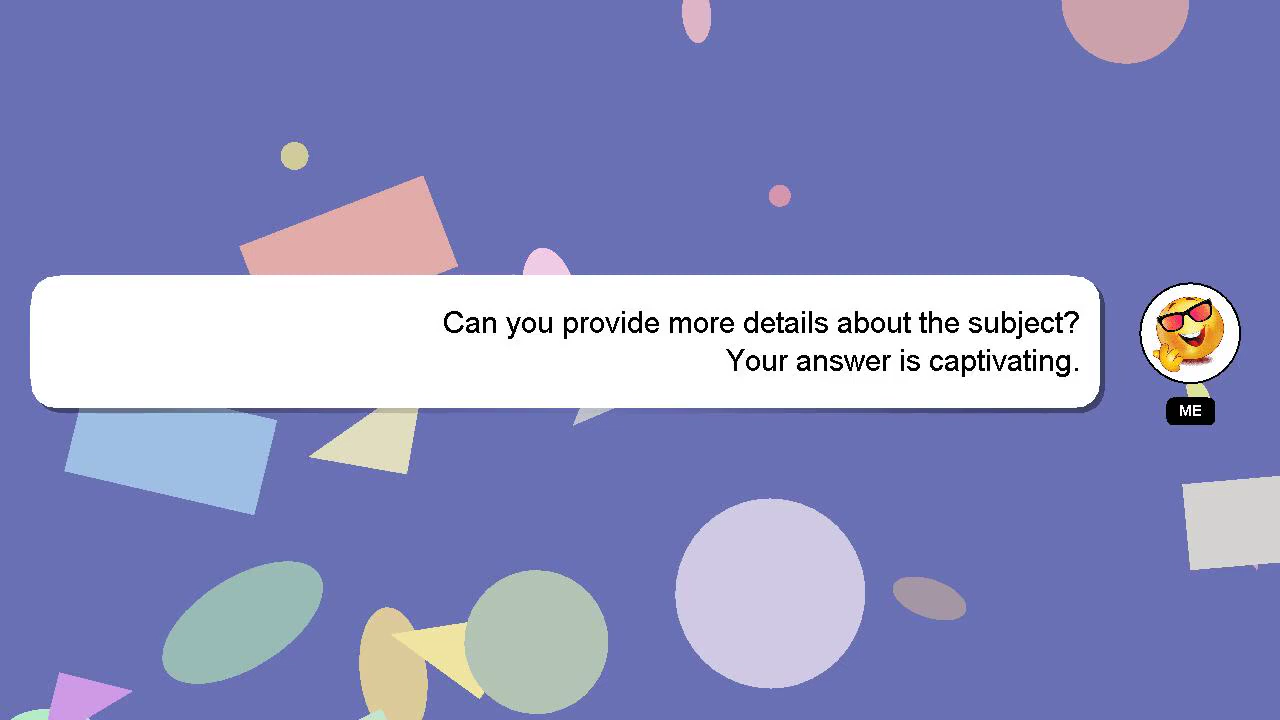 Can you provide more details about the subject?
Your answer is captivating.
ME